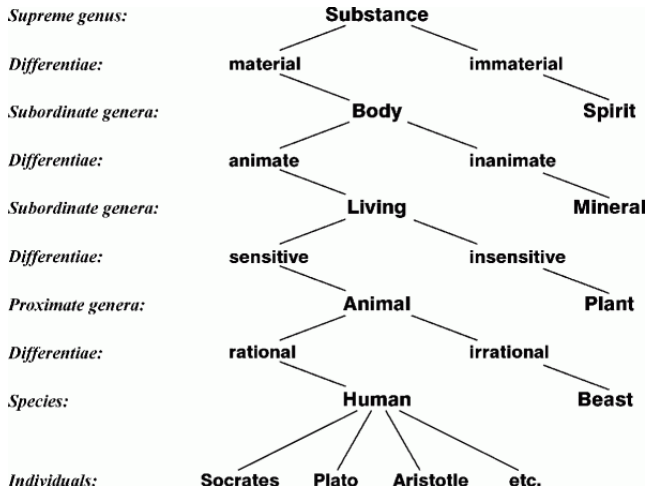 Supreme genus: Substance
Differentiae: material immaterial
Subordinate genera: Body Spirit
Differentiae: animate inanimate
Subordinate genera: Living Mineral
Differentiae: sensitive insensitive
Proximate genera: Animal Plant
Differentiae: rational irrational
Species: Human Beast
Individuals: Socrates Plato Aristotle etc.